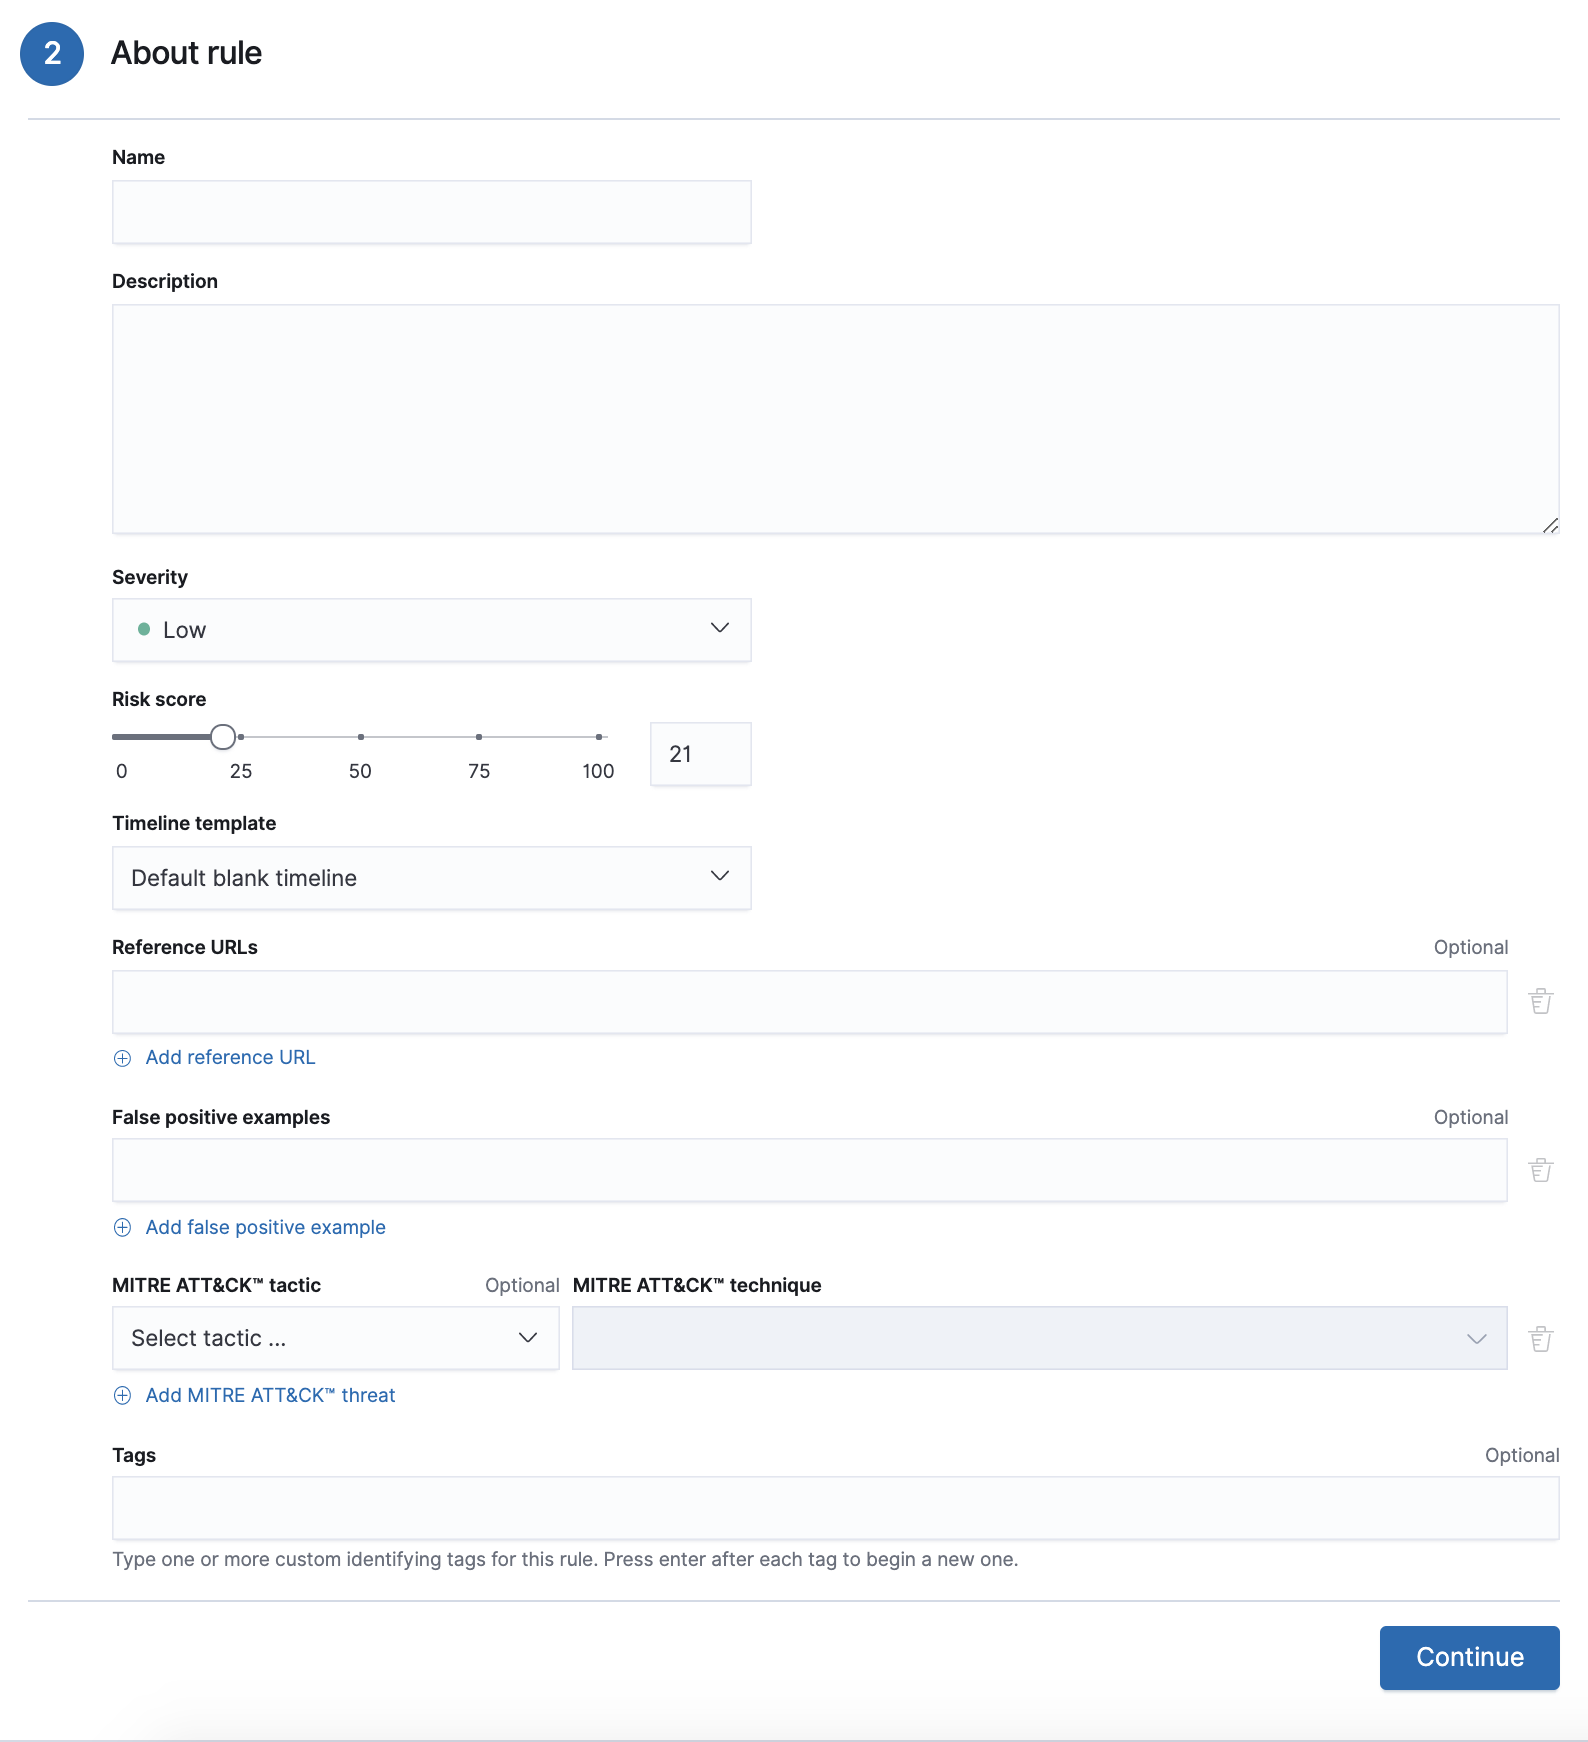 2 About rule
Name
Description
Severity
Low
Risk score
0 25 50 75 100
21
Timeline template
Default blank timeline
Reference URLs Optional
Add reference URL
False positive examples Optional
Add false positive example
MITRE ATT&CK™ tactic Optional MITRE ATT&CK™ technique
Select tactic ...
Add MITRE ATT&CK™ threat
Tags Optional
Type one or more custom identifying tags for this rule. Press enter after each tag to begin a new one.
Continue